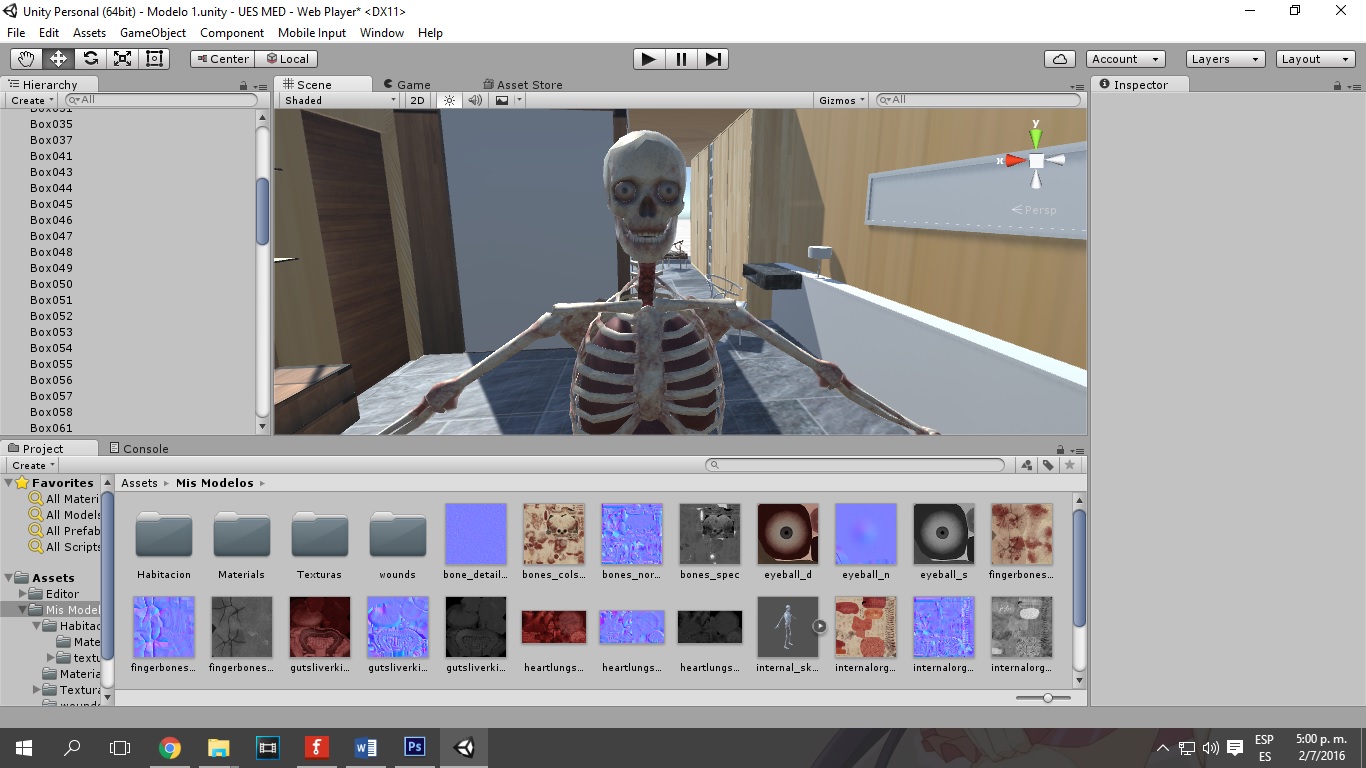 Unity Personal (64bit) - Modelo 1.unity - UES MED - Web Player* <DX11>
File Edit Assets GameObject Component Mobile Input Window Help
Center Local Account Layers Layout
Hierarchy Scene Game Asset Store Inspector
Create All Shaded 2D Gizmos All
Box035
Box037
Box041
Box043
Box044
Box045
Box046
Box047
Box048
Box049
Box050
Box051
Box052
Box053
Box054
Box055
Box056
Box057
Box058
Box061
y
x
Persp
Project Console
Create
Favorites
All Materi
All Models
All Prefab
All Scripts
Assets
Editor
Mis Model
Habitac
Mate
textu
Materia
Textura
wounds
Assets Mis Modelos
Habitacion Materials Texturas wounds bone_detail... bones_cols... bones_nor... bones_spec eyeball_d eyeball_n eyeball_s fingerbones...
fingerbones... fingerbones... gutsliverki... gutsliverki... gutsliverki... heartlungs... heartlungs... heartlungs... internal_sk... internalorg... internalorg... internalorg...
ESP
ES
5:00 p. m.
2/7/2016